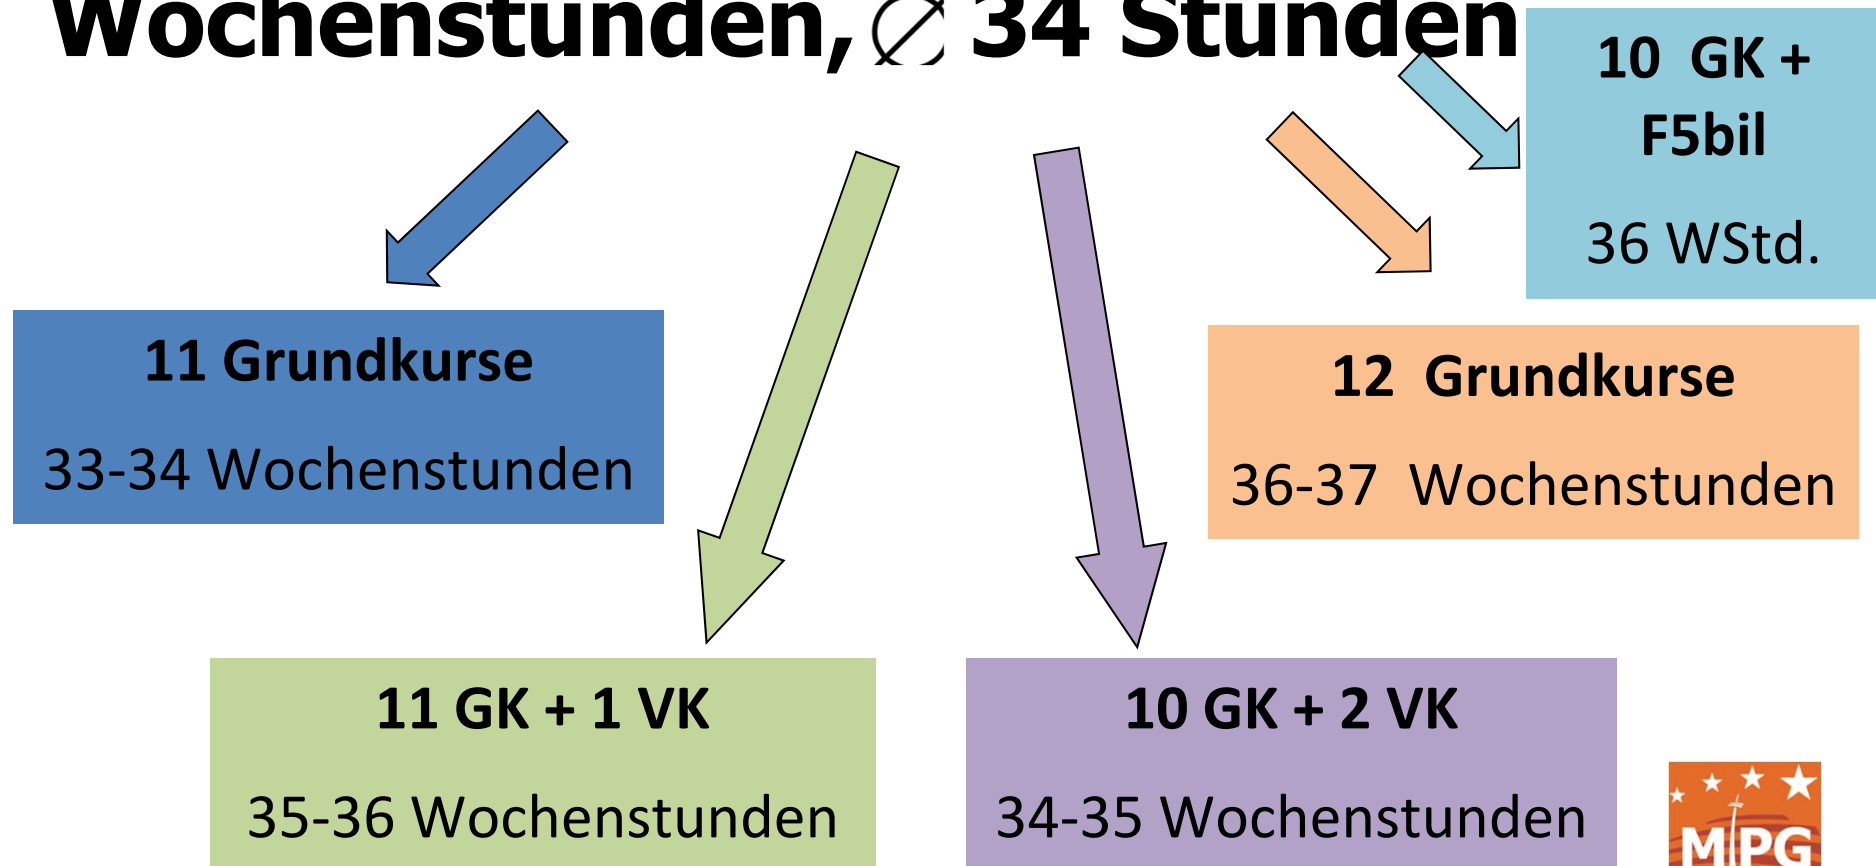 Wochenstunden, ∅ 34 Stunden
10 GK +
F5bil
36 WStd.
11 Grundkurse
33-34 Wochenstunden
12 Grundkurse
36-37 Wochenstunden
11 GK + 1 VK
35-36 Wochenstunden
10 GK + 2 VK
34-35 Wochenstunden
MPG